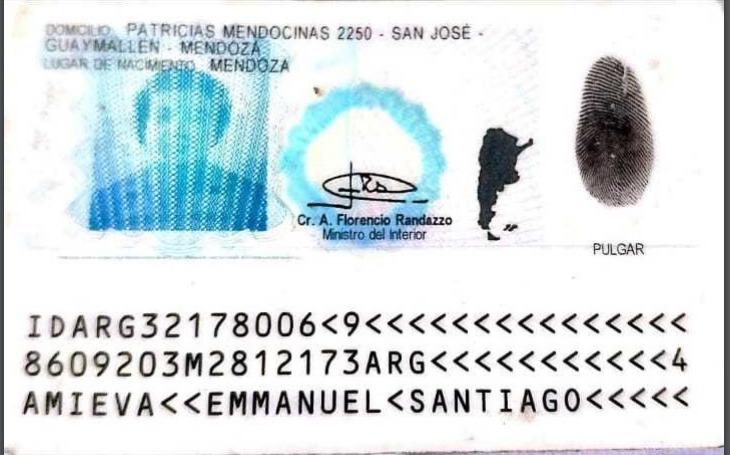 DOMICILIO: PATRICIAS MENDOCINAS 2250 - SAN JOSÉ -
GUAYMALLÉN - MENDOZA
LUGAR DE NACIMIENTO: MENDOZA
Cr. A. Florencio Randazzo
Ministro del Interior
PULGAR
IDARG32178006<9<<<<<<<<<<<<<<<
8609203M2812173ARG<<<<<<<<<<<4
AMIEVA<<EMMANUEL<SANTIAGO<<<<<